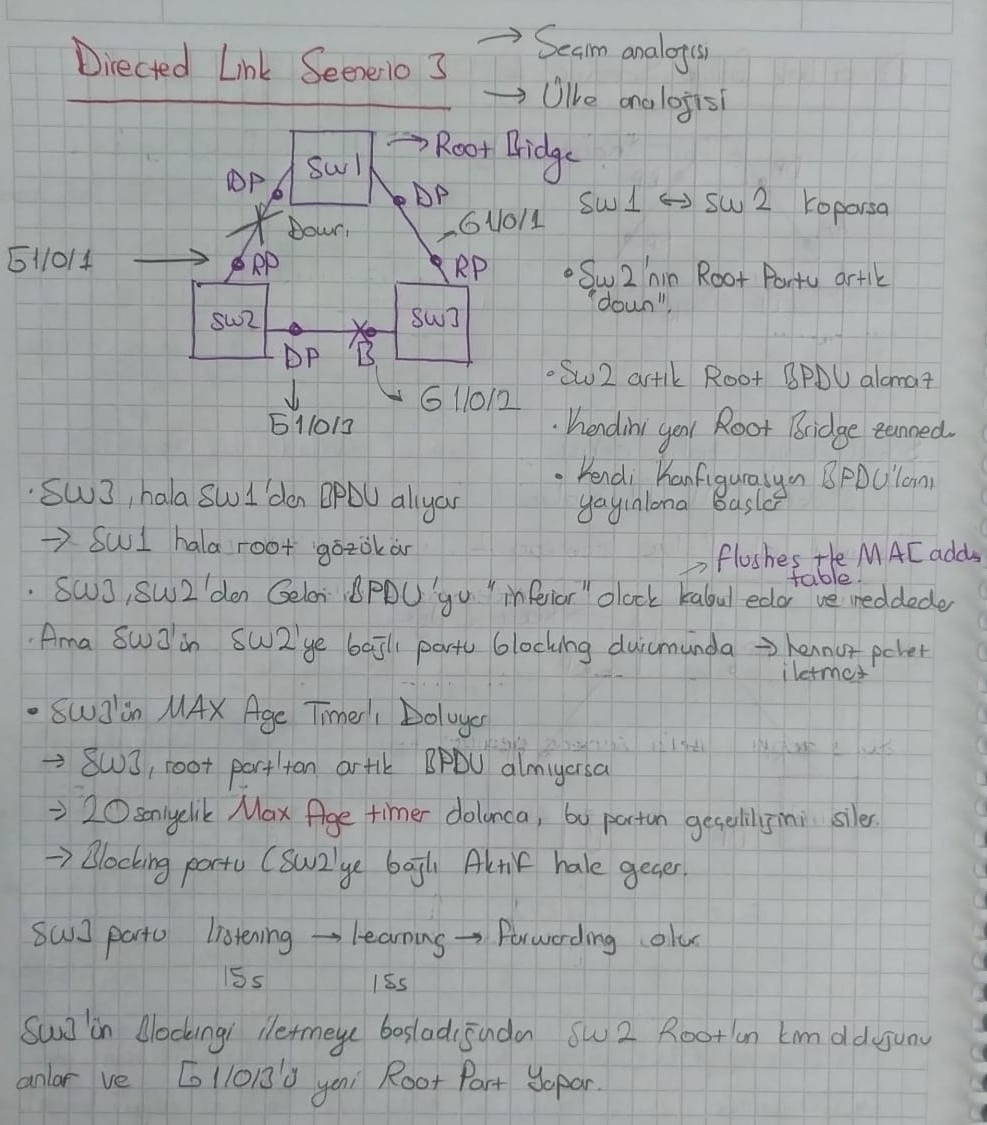 Directed Link Seenerio 3
→ Seçim analogisi
→ Ülke analogisi
SW1
→ Root Bridge
DP
DP
Down
G1/0/1
SW1 ↔ SW2 koparsa
G1/0/1 →
RP
RP
• SW2'nin Root Portu artık
"down".
SW2
SW3
DP
B
G1/0/2
G1/0/3
• SW2 artık Root BPDU alamaz
• Kendini yeni Root Bridge zanneder
• Kendi Konfigurasyon BPDU'larını
yayınlama başlar
• SW3, hala SW1'den BPDU alıyor
→ SW1 hala root gözükür
→ flushes the MAC adds
table.
• SW3, SW2'den Gelen BPDU'yu "inferior" olarak kabul eder ve reddeder
• Ama SW3'ün SW2'ye bağlı portu blocking durumunda → hennuz paket
iletmez
• SW3'ün MAX Age Timer'ı Doluyor
→ SW3, root port'tan artık BPDU almıyorsa
→ 20 saniyelik Max Age timer dolunca, bu portun geçerliliğini siler.
→ Blocking portu (SW2'ye bağlı Aktif hale geçer.
SW3 portu listening → learning → forwarding olur
15s 15s
SW3'ün Blockingi iletmeye başladığından SW2 Root'un kim olduğunu
anlar ve G1/0/3'ü yeni Root Port Yapar.